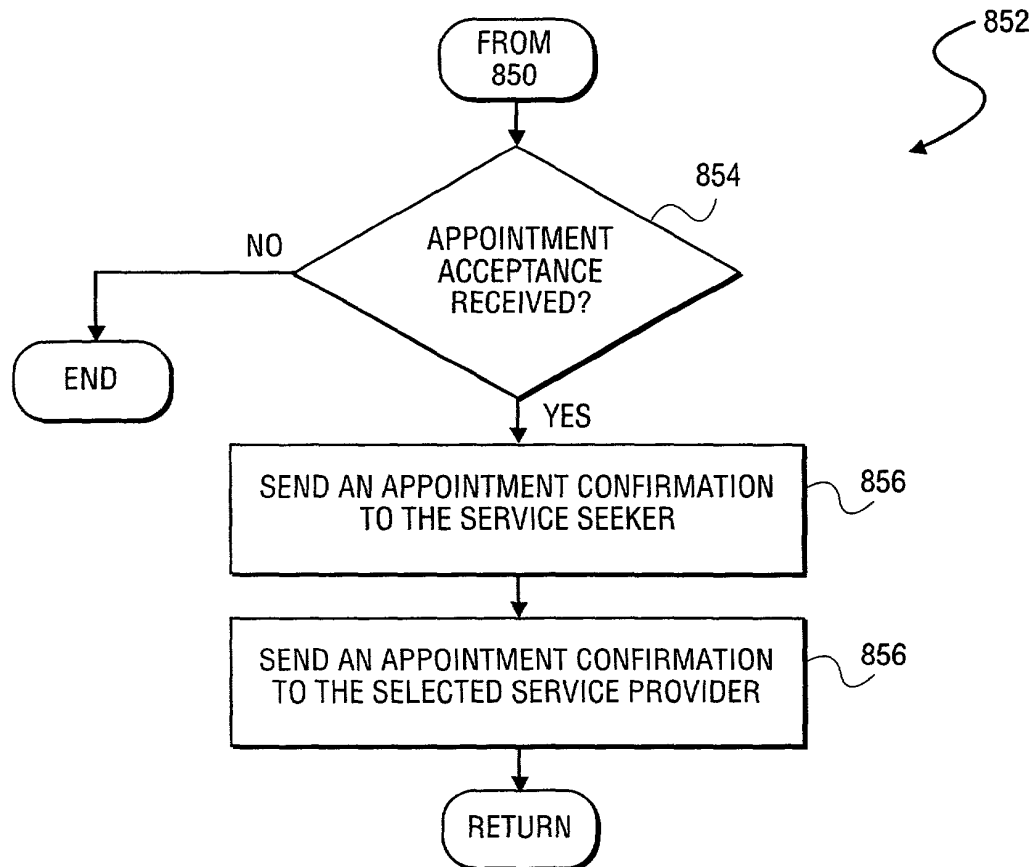 852
FROM
850
854
APPOINTMENT
ACCEPTANCE
RECEIVED?
NO
END
YES
SEND AN APPOINTMENT CONFIRMATION
TO THE SERVICE SEEKER
856
SEND AN APPOINTMENT CONFIRMATION
TO THE SELECTED SERVICE PROVIDER
856
RETURN